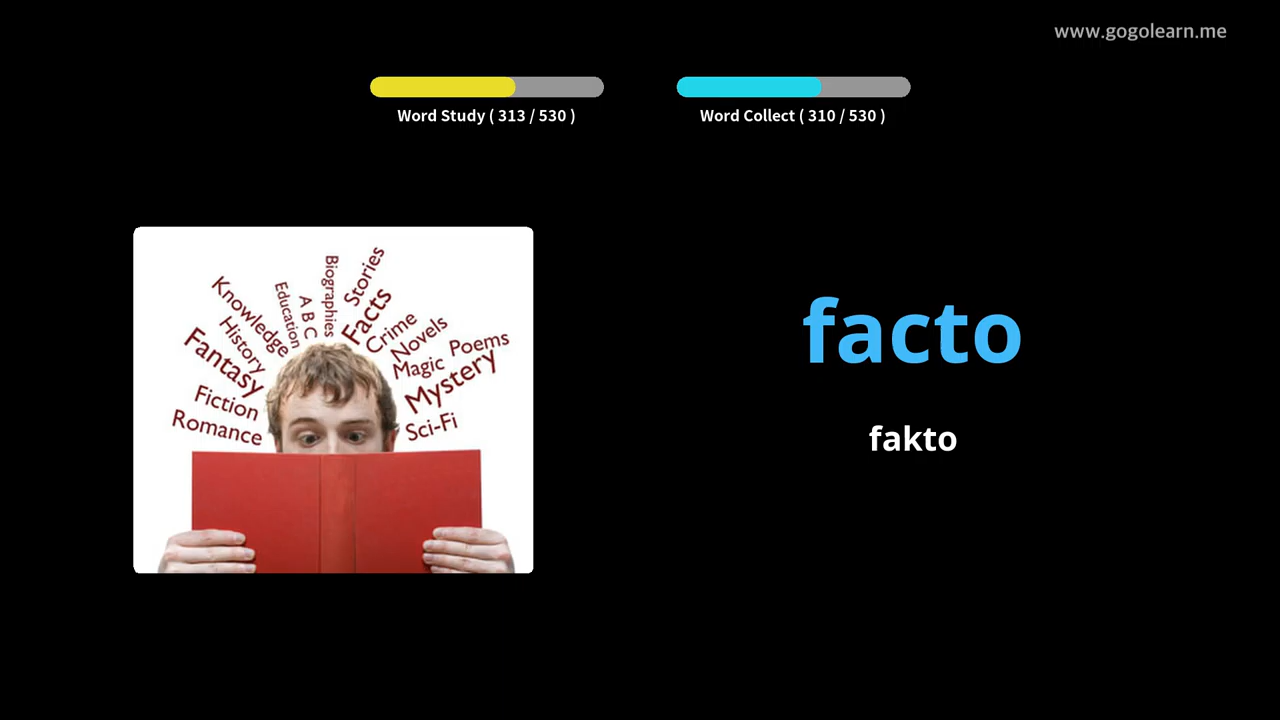 www.gogolearn.me
Word Study ( 313 / 530 )
Word Collect ( 310 / 530 )
Knowledge
History
Fantasy
Fiction
Romance
Education
A B C
Biographies
Stories
Facts
Crime
Novels
Magic
Poems
Mystery
Sci-Fi
facto
fakto